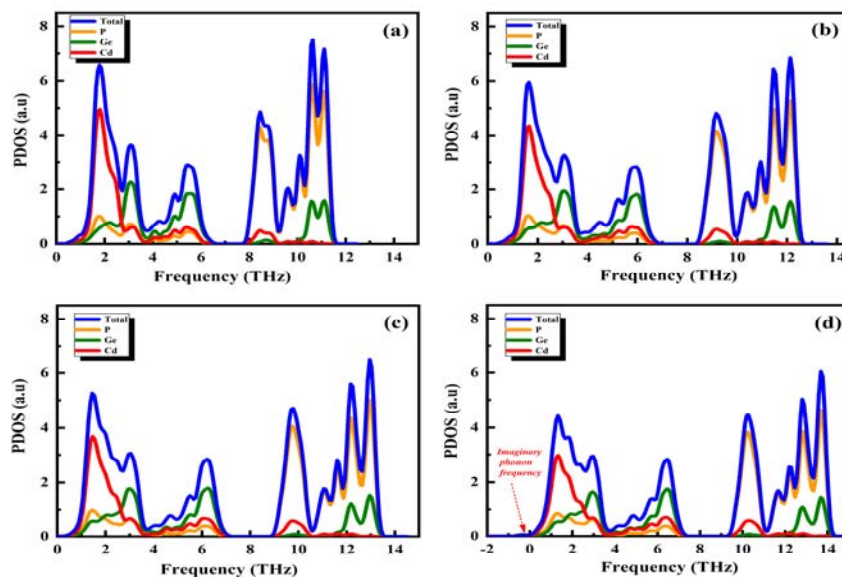 (a)
Total
P
Ge
Cd
PDOS (a.u)
8
6
4
2
0
0 2 4 6 8 10 12 14
Frequency (THz)
(b)
Total
P
Ge
Cd
PDOS (a.u)
8
6
4
2
0
0 2 4 6 8 10 12 14
Frequency (THz)
(c)
Total
P
Ge
Cd
PDOS (a.u)
8
6
4
2
0
0 2 4 6 8 10 12 14
Frequency (THz)
(d)
Total
P
Ge
Cd
Imaginary
phonon
frequency
PDOS (a.u)
8
6
4
2
0
-2 0 2 4 6 8 10 12 14
Frequency (THz)